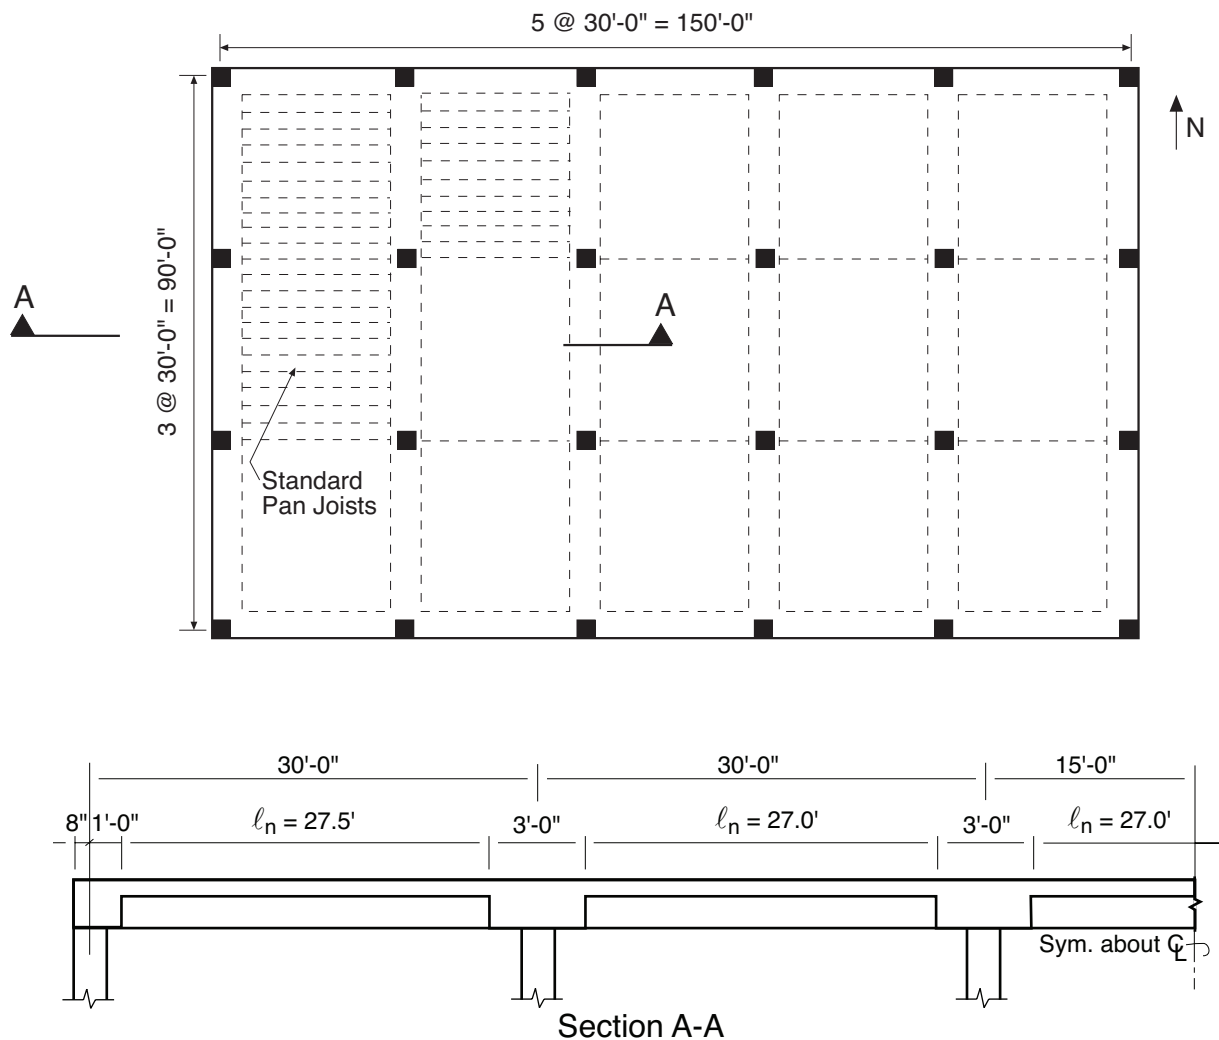 5 @ 30'-0" = 150'-0"
N
3 @ 30'-0" = 90'-0"
A
A
Standard
Pan Joists
30'-0" 30'-0" 15'-0"
8" 1'-0" ℓn = 27.5' 3'-0" ℓn = 27.0' 3'-0" ℓn = 27.0'
Sym. about CL
Section A-A